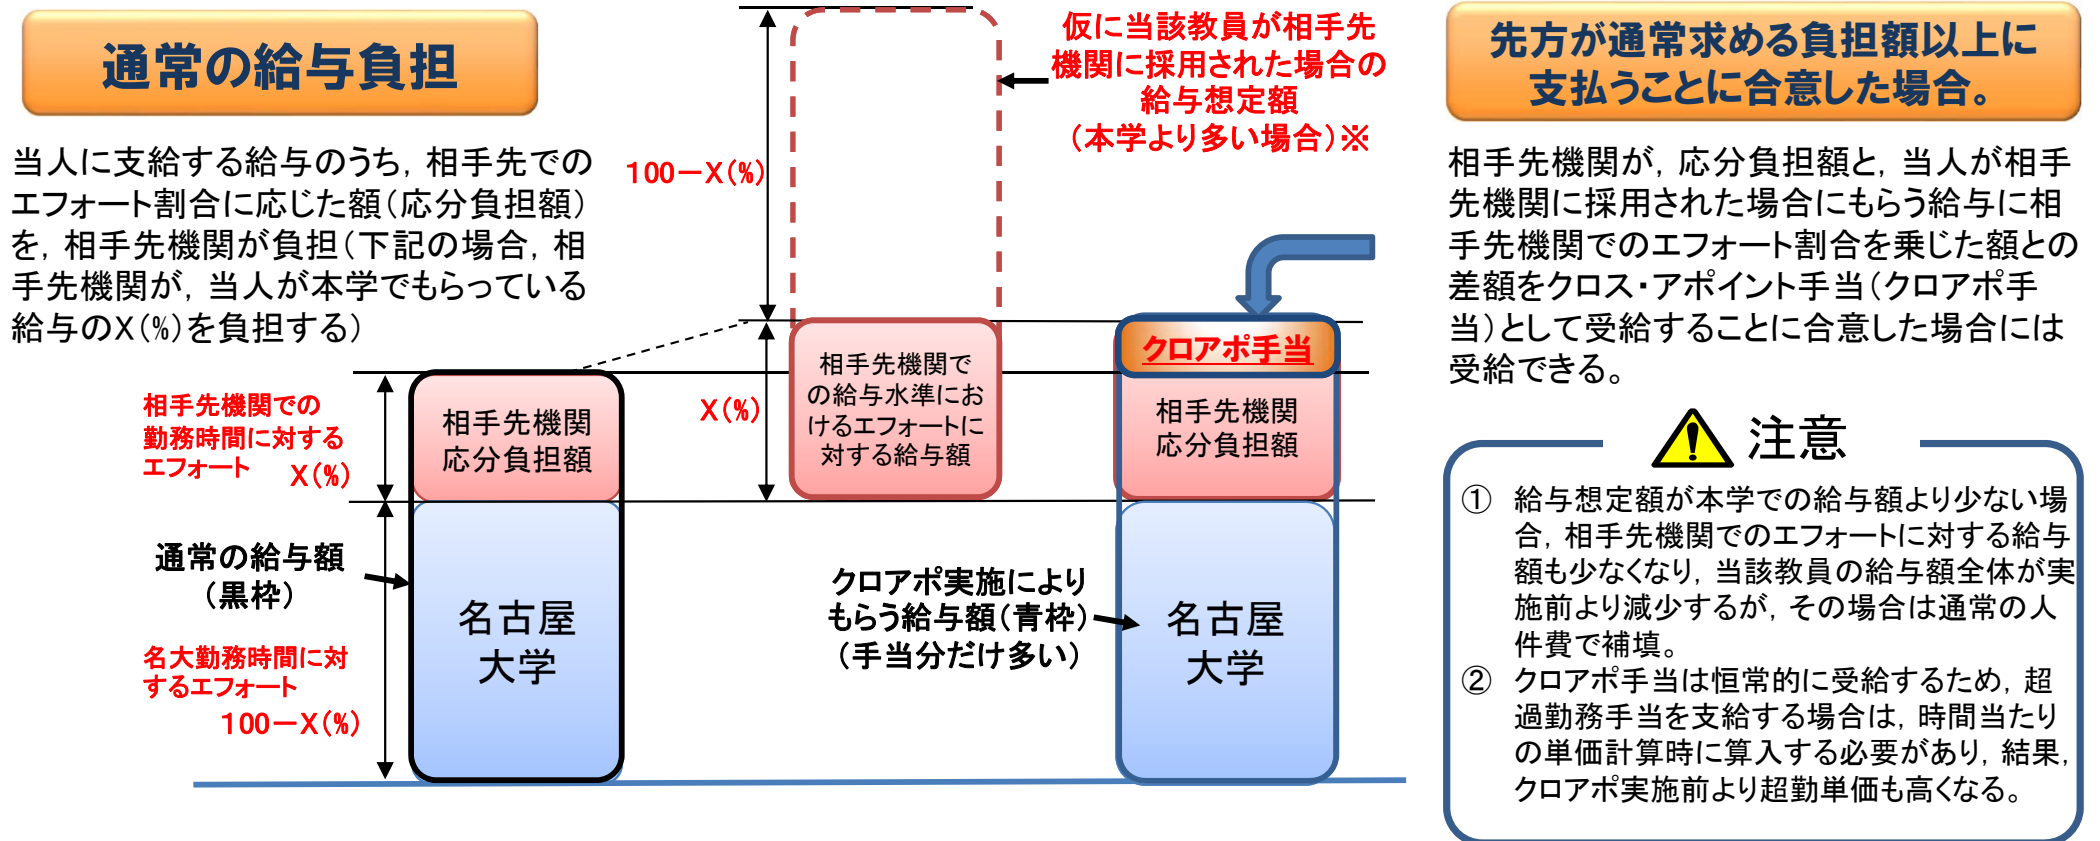 通常の給与負担
当人に支給する給与のうち，相手先での
エフォート割合に応じた額（応分負担額）
を，相手先機関が負担（下記の場合，相
手先機関が，当人が本学でもらっている
給与のX(%)を負担する）
相手先機関での
勤務時間に対する
エフォート　X(%)
相手先機関
応分負担額
通常の給与額
（黒枠）
名大勤務時間に対
するエフォート
100－X(%)
名古屋
大学
100－X(%)
仮に当該教員が相手先
機関に採用された場合の
給与想定額
（本学より多い場合）※
X(%)
相手先機関で
の給与水準にお
けるエフォートに
対する給与額
クロアポ手当
相手先機関
応分負担額
クロアポ実施により
もらう給与額（青枠）
（手当分だけ多い）
名古屋
大学
先方が通常求める負担額以上に
支払うことに合意した場合。
相手先機関が，応分負担額と，当人が相手
先機関に採用された場合にもらう給与に相
手先機関でのエフォート割合を乗じた額との
差額をクロス・アポイント手当（クロアポ手
当）として受給することに合意した場合には
受給できる。
注意
①　給与想定額が本学での給与額より少ない場
合，相手先機関でのエフォートに対する給与
額も少なくなり，当該教員の給与額全体が実
施前より減少するが，その場合は通常の人
件費で補填。
②　クロアポ手当は恒常的に受給するため，超
過勤務手当を支給する場合は，時間当たり
の単価計算時に算入する必要があり，結果，
クロアポ実施前より超勤単価も高くなる。